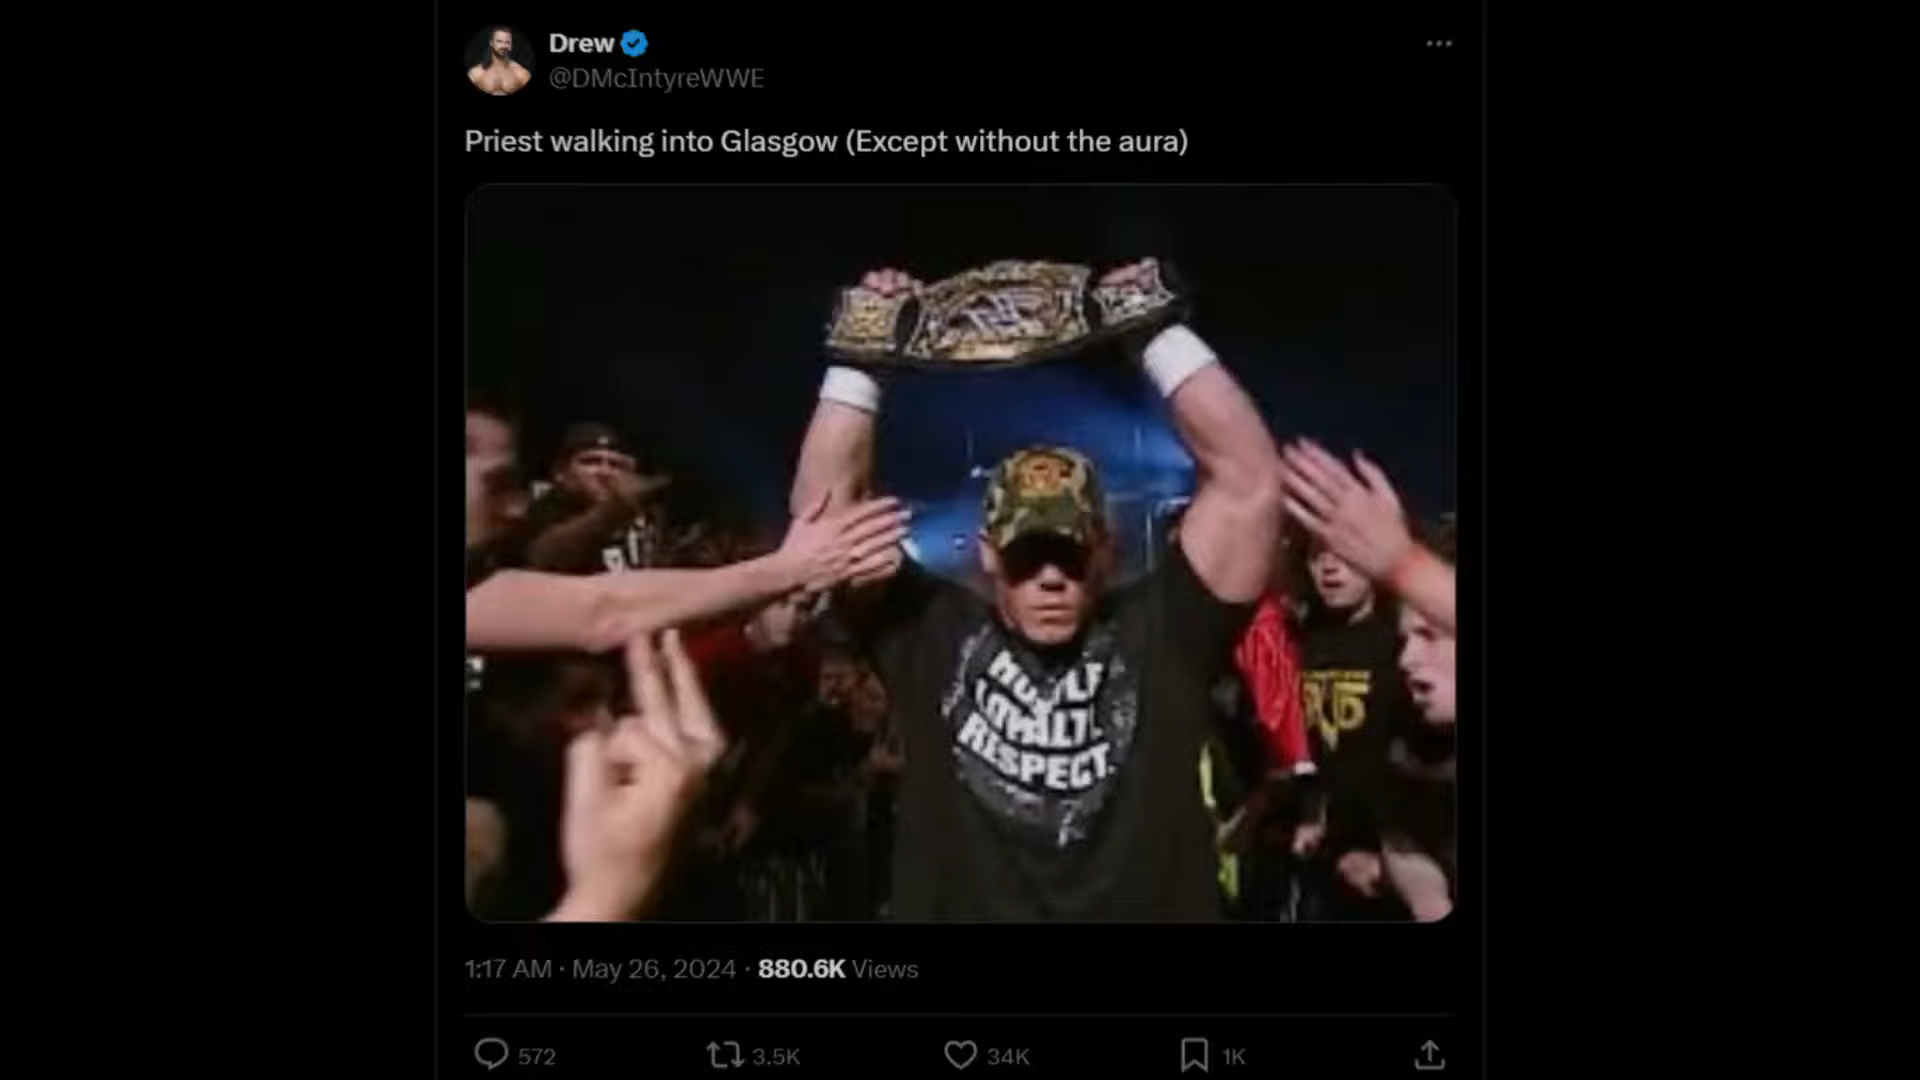 Drew
@DMcIntyreWWE
Priest walking into Glasgow (Except without the aura)
RESPECT.
1:17 AM · May 26, 2024 · 880.6K Views
572 3.5K 34K 1K